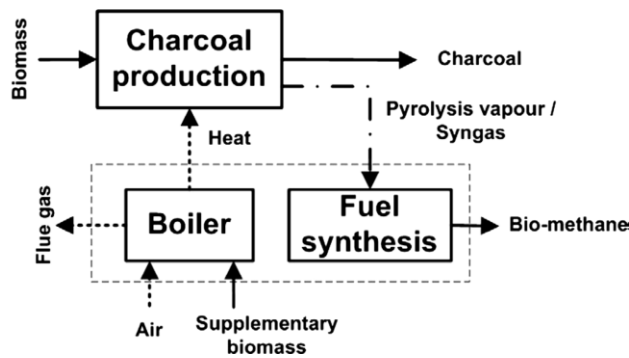 Biomass
Charcoal
production
Charcoal
Pyrolysis vapour /
Syngas
Heat
Flue gas
Boiler
Fuel
synthesis
Bio-methane
Air
Supplementary
biomass